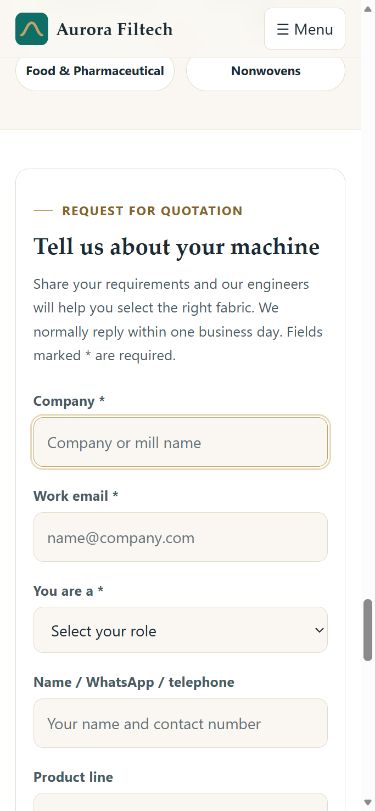 Aurora Filtech
☰ Menu
Food & Pharmaceutical
Nonwovens
REQUEST FOR QUOTATION
Tell us about your machine
Share your requirements and our engineers
will help you select the right fabric. We
normally reply within one business day. Fields
marked * are required.
Company *
Company or mill name
Work email *
name@company.com
You are a *
Select your role
Name / WhatsApp / telephone
Your name and contact number
Product line